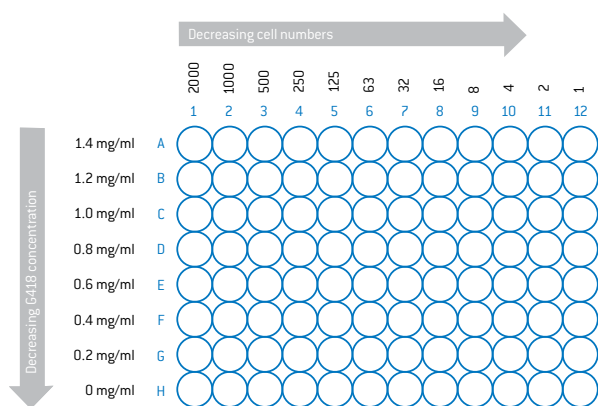 Decreasing cell numbers
2000 1000 500 250 125 63 32 16 8 4 2 1
1 2 3 4 5 6 7 8 9 10 11 12
Decreasing G418 concentration
1.4 mg/ml A
1.2 mg/ml B
1.0 mg/ml C
0.8 mg/ml D
0.6 mg/ml E
0.4 mg/ml F
0.2 mg/ml G
0 mg/ml H